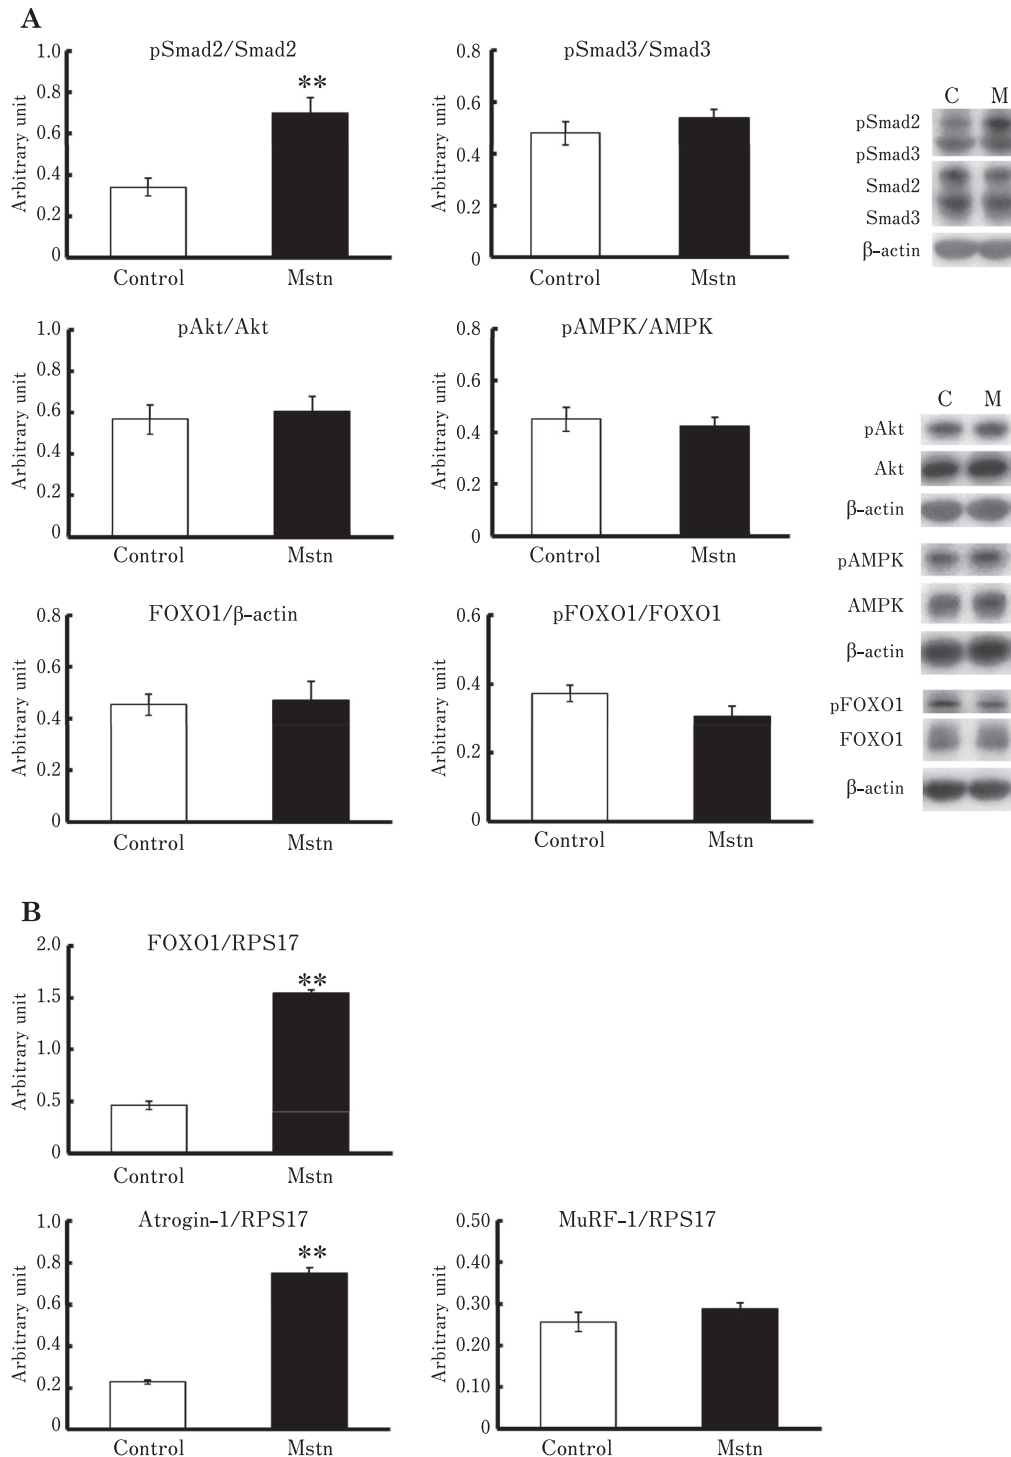 A
pSmad2/Smad2
Arbitrary unit
1.0
0.8
0.6
0.4
0.2
0
**
Control Mstn
pSmad3/Smad3
Arbitrary unit
0.8
0.6
0.4
0.2
0
Control Mstn
C M
pSmad2
pSmad3
Smad2
Smad3
β-actin
pAkt/Akt
Arbitrary unit
1.0
0.8
0.6
0.4
0.2
0
Control Mstn
pAMPK/AMPK
Arbitrary unit
0.8
0.6
0.4
0.2
0
Control Mstn
C M
pAkt
Akt
β-actin
pAMPK
AMPK
β-actin
pFOXO1
FOXO1
β-actin
FOXO1/β-actin
Arbitrary unit
0.8
0.6
0.4
0.2
0
Control Mstn
pFOXO1/FOXO1
Arbitrary unit
0.6
0.4
0.2
0
Control Mstn
B
FOXO1/RPS17
Arbitrary unit
2.0
1.5
1.0
0.5
0
**
Control Mstn
Atrogin-1/RPS17
Arbitrary unit
1.0
0.8
0.6
0.4
0.2
0
**
Control Mstn
MuRF-1/RPS17
Arbitrary unit
0.50
0.40
0.30
0.20
0.10
0
Control Mstn